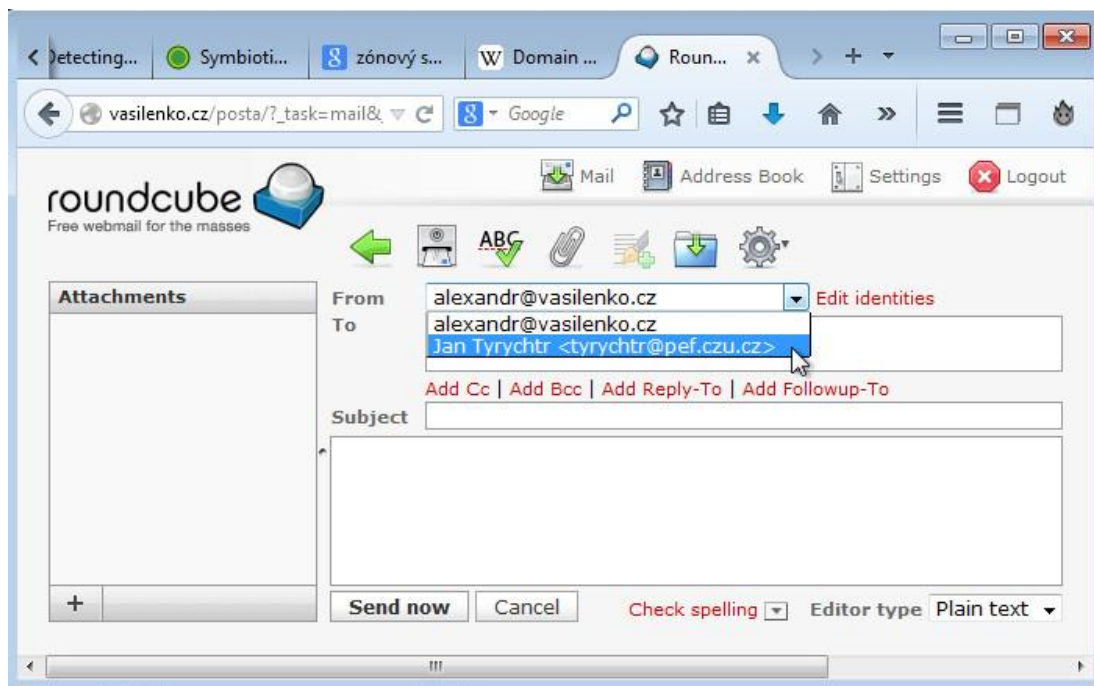 Detecting...
Symbioti...
zónový s...
W Domain ...
Roun...
vasilenko.cz/posta/?_task=mail&
8 Google
roundcube
Free webmail for the masses
Mail
Address Book
Settings
Logout
ABC
Attachments
From
alexandr@vasilenko.cz
Edit identities
To
alexandr@vasilenko.cz
Jan Tyrychtr <tyrychtr@pef.czu.cz>
Add Cc | Add Bcc | Add Reply-To | Add Followup-To
Subject
Send now
Cancel
Check spelling
Editor type
Plain text